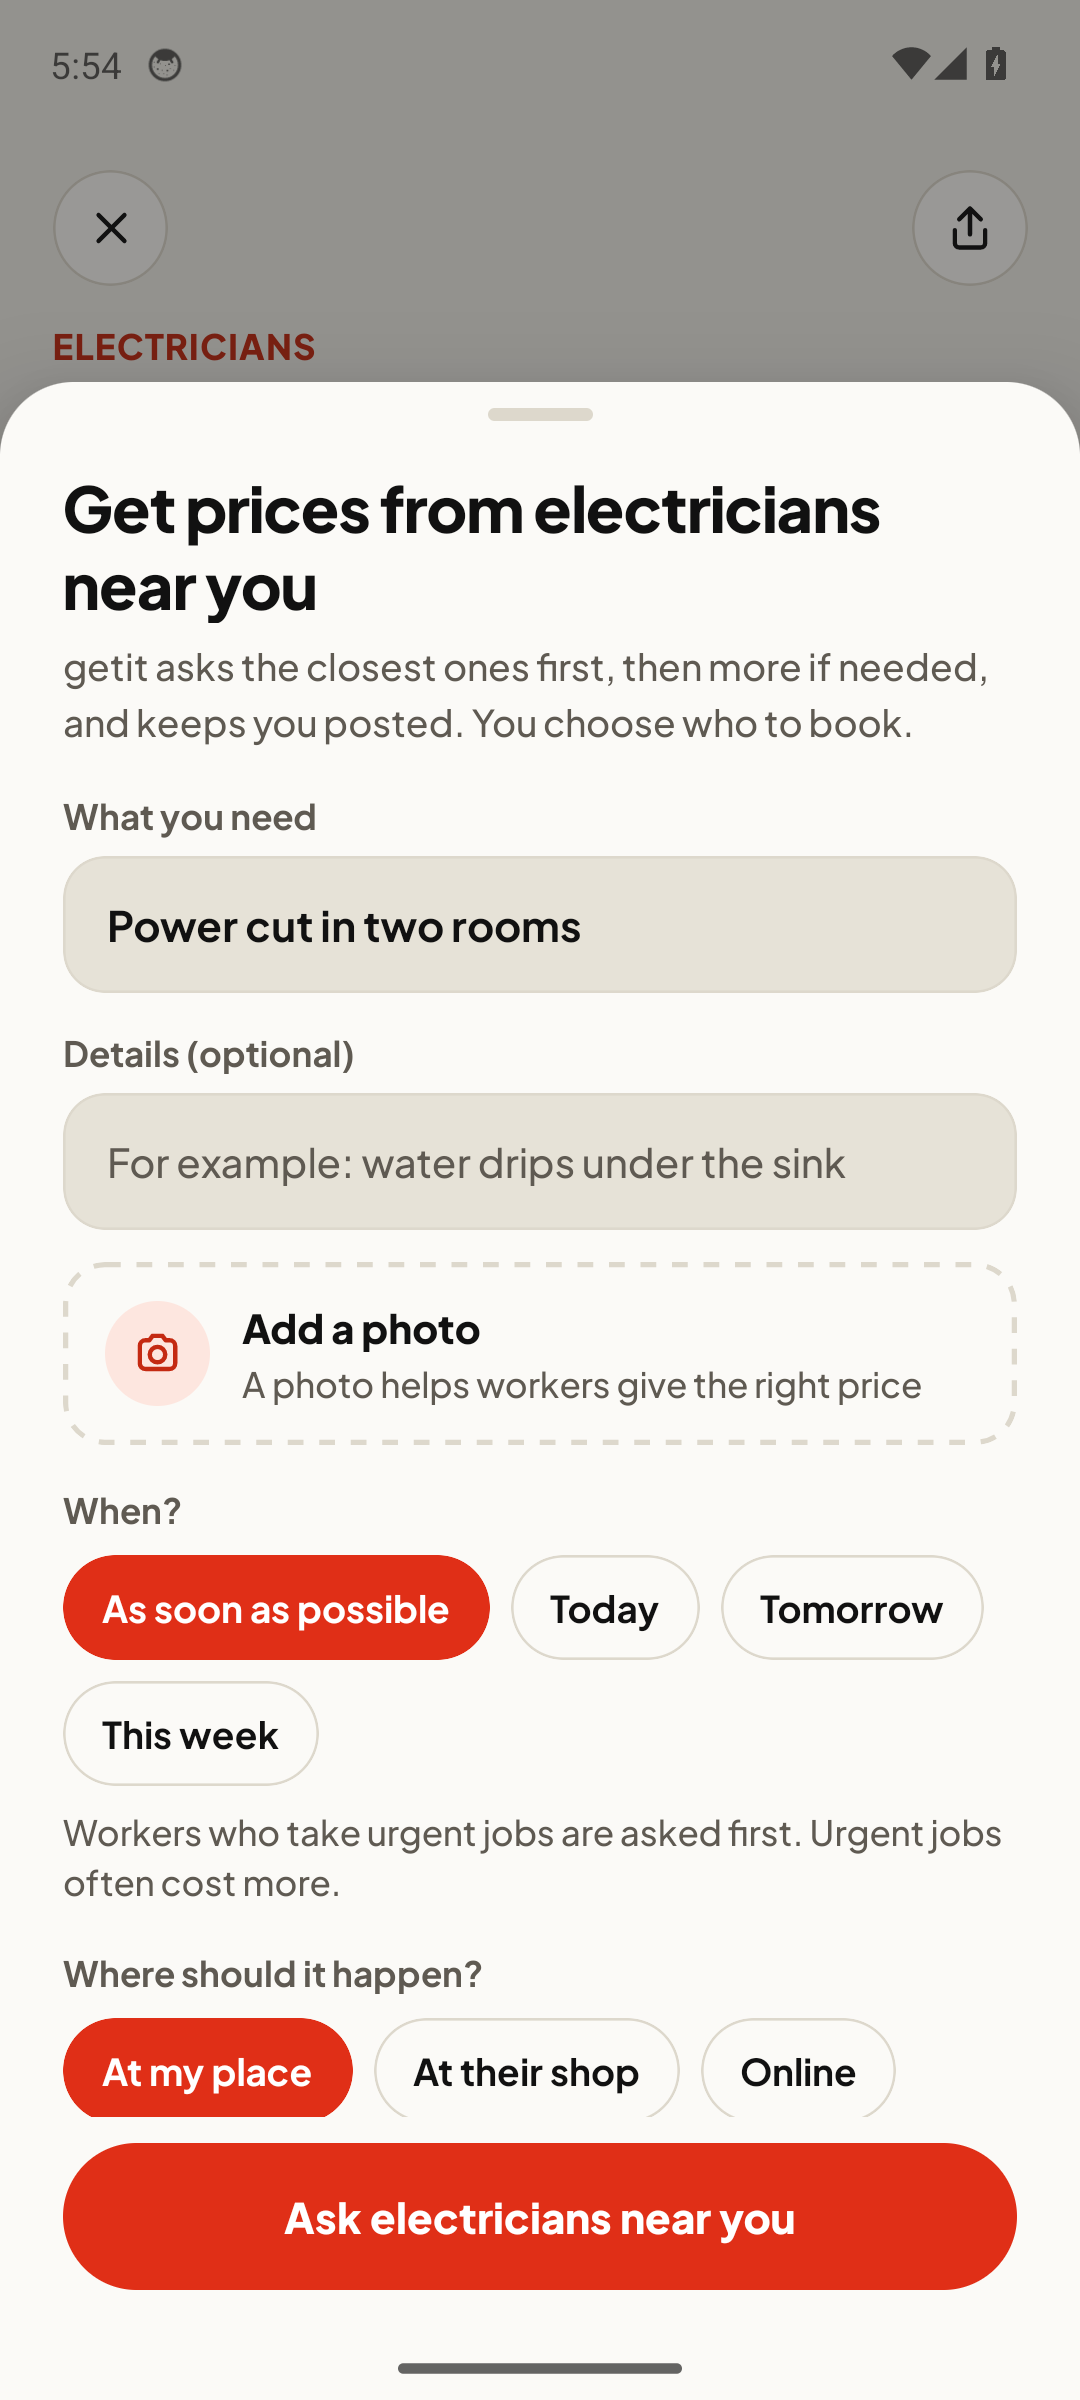 5:54
ELECTRICIANS
Get prices from electricians
near you
getit asks the closest ones first, then more if needed,
and keeps you posted. You choose who to book.
What you need
Power cut in two rooms
Details (optional)
For example: water drips under the sink
Add a photo
A photo helps workers give the right price
When?
As soon as possible
Today
Tomorrow
This week
Workers who take urgent jobs are asked first. Urgent jobs
often cost more.
Where should it happen?
At my place
At their shop
Online
Ask electricians near you